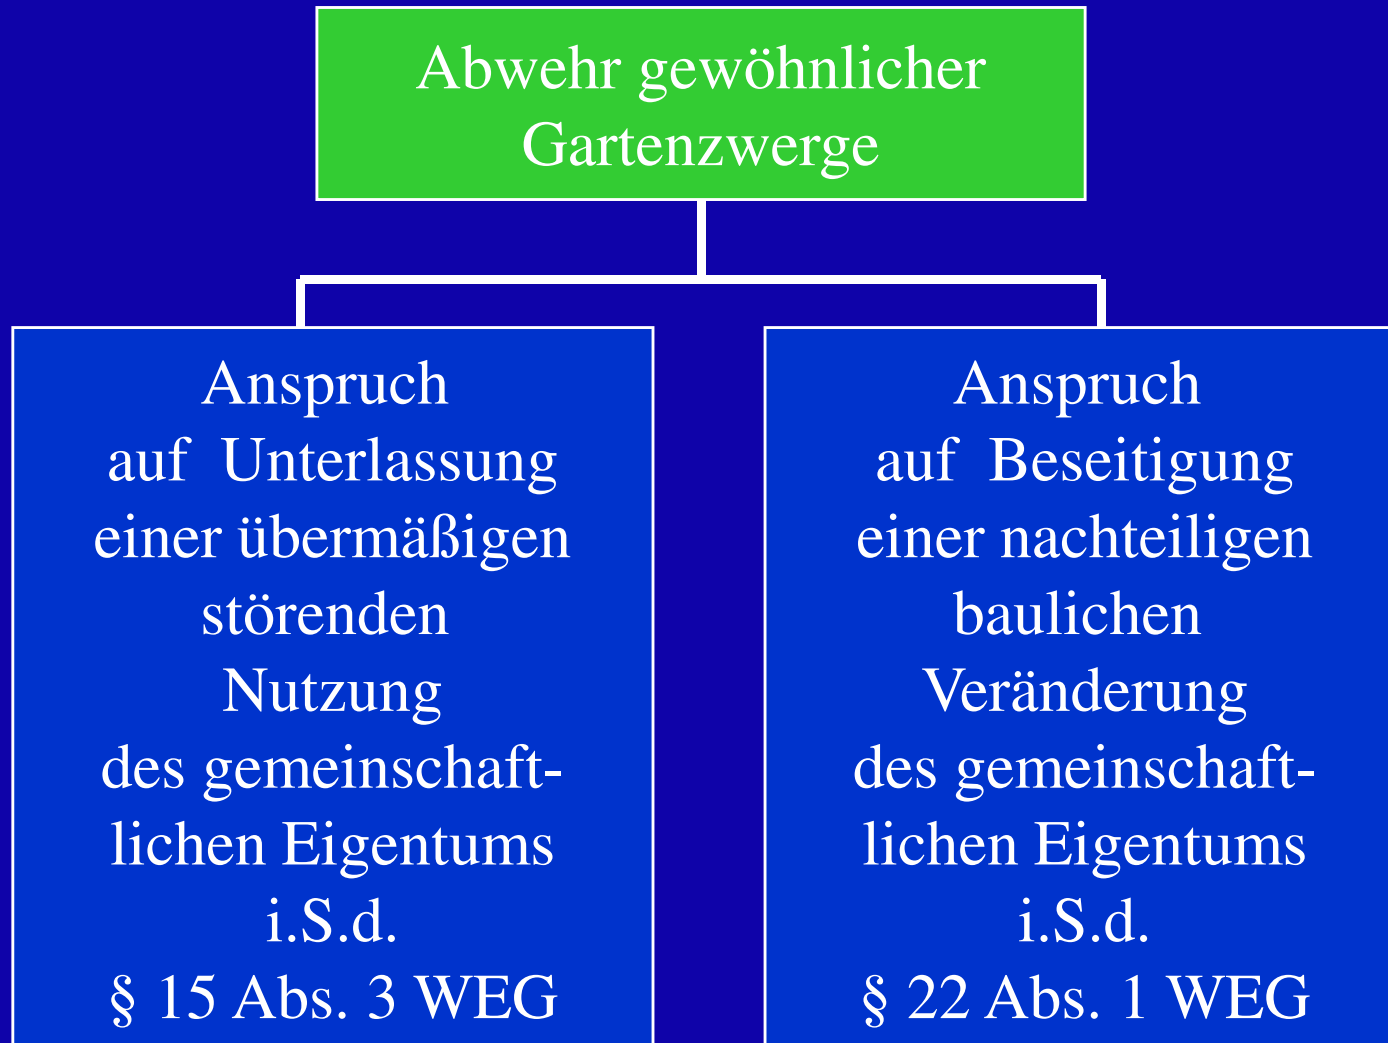 Abwehr gewöhnlicher
Gartenzwerge
Anspruch
auf  Unterlassung
einer übermäßigen
störenden
Nutzung
des gemeinschaft-
lichen Eigentums
i.S.d.
§ 15 Abs. 3 WEG
Anspruch
auf  Beseitigung
einer nachteiligen
baulichen
Veränderung
des gemeinschaft-
lichen Eigentums
i.S.d.
§ 22 Abs. 1 WEG